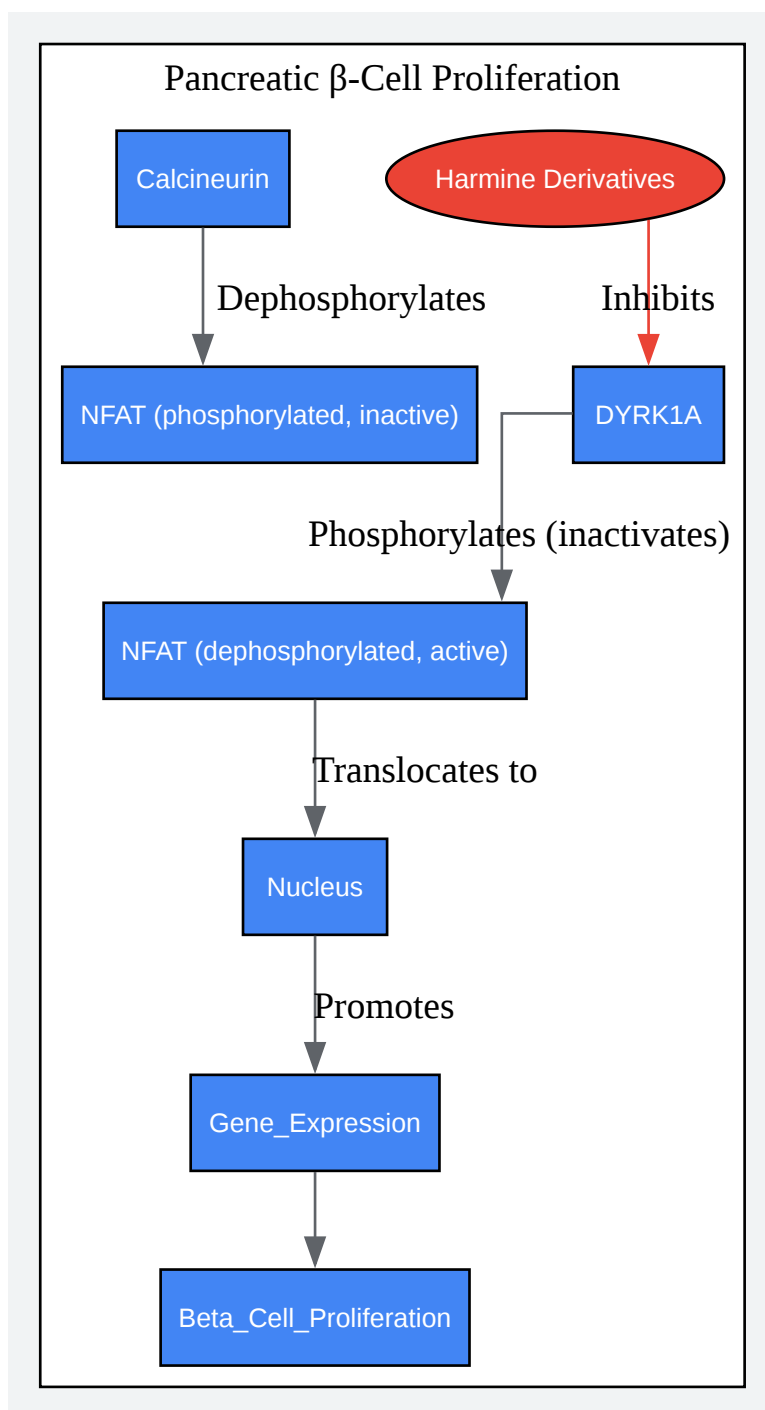 Pancreatic β-Cell Proliferation
Calcineurin
Harmine Derivatives
Dephosphorylates
Inhibits
NFAT (phosphorylated, inactive)
DYRK1A
Phosphorylates (inactivates)
NFAT (dephosphorylated, active)
Translocates to
Nucleus
Promotes
Gene_Expression
Beta_Cell_Proliferation